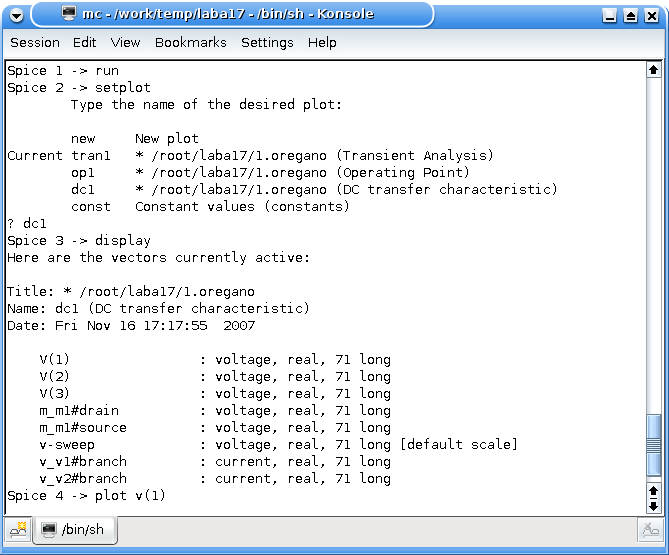 mc - /work/temp/laba17 - /bin/sh - Konsole
Session Edit View Bookmarks Settings Help
Spice 1 -> run
Spice 2 -> setplot
        Type the name of the desired plot:
        new     New plot
Current tran1   * /root/laba17/1.oregano (Transient Analysis)
        op1     * /root/laba17/1.oregano (Operating Point)
        dc1     * /root/laba17/1.oregano (DC transfer characteristic)
        const   Constant values (constants)
? dc1
Spice 3 -> display
Here are the vectors currently active:
Title: * /root/laba17/1.oregano
Name: dc1 (DC transfer characteristic)
Date: Fri Nov 16 17:17:55  2007
    V(1)                : voltage, real, 71 long
    V(2)                : voltage, real, 71 long
    V(3)                : voltage, real, 71 long
    m_m1#drain          : voltage, real, 71 long
    m_m1#source         : voltage, real, 71 long
    v-sweep             : voltage, real, 71 long [default scale]
    v_v1#branch         : current, real, 71 long
    v_v2#branch         : current, real, 71 long
Spice 4 -> plot v(1)
/bin/sh